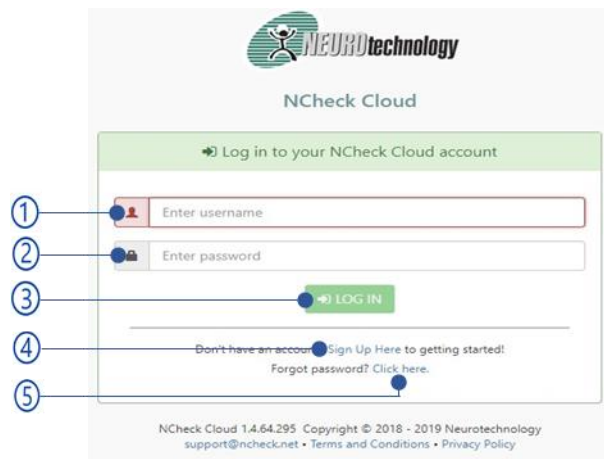 NEUROtechnology
NCheck Cloud
Log in to your NCheck Cloud account
1
Enter username
2
Enter password
3
LOG IN
4
Don't have an account Sign Up Here to getting started!
Forgot password? Click here.
5
NCheck Cloud 1.4.64.295 Copyright © 2018 - 2019 Neurotechnology
support@ncheck.net • Terms and Conditions • Privacy Policy